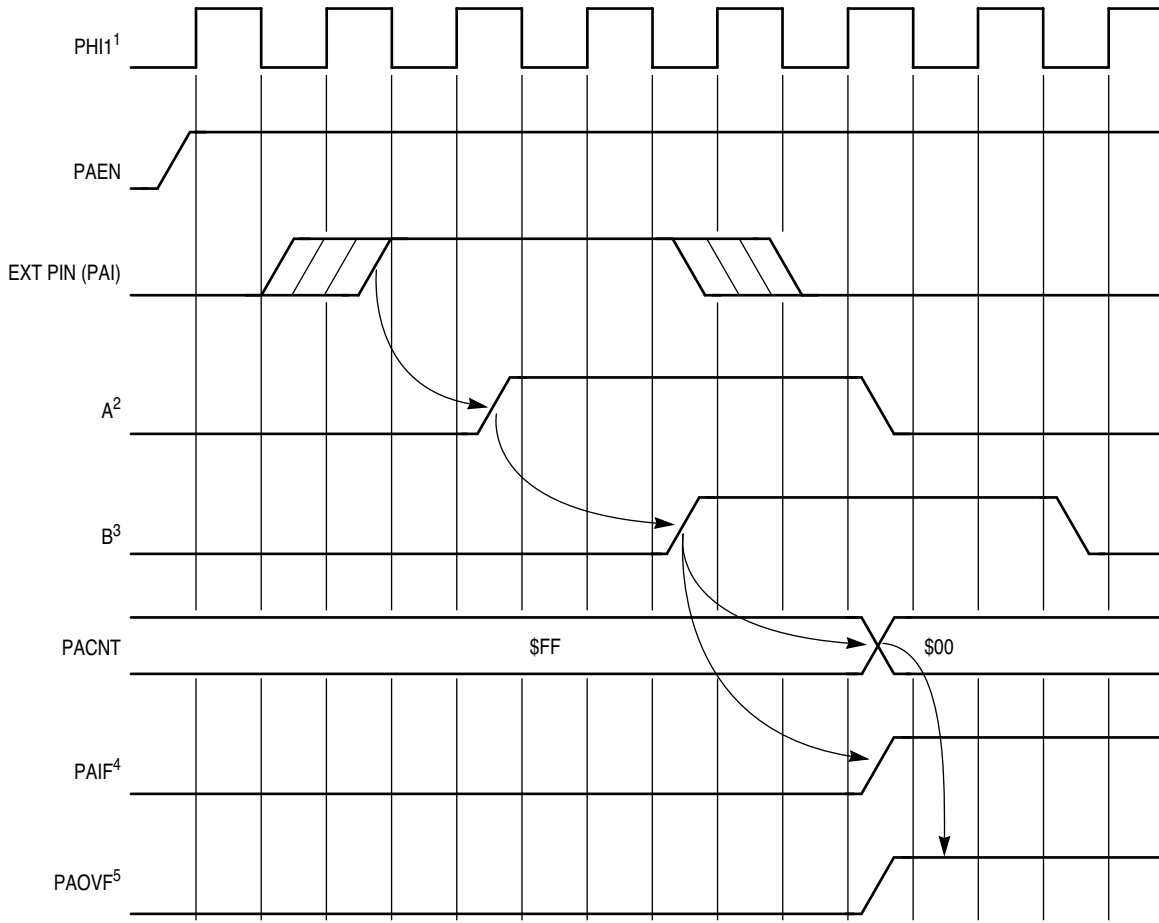 PHI1¹
PAEN
EXT PIN (PAI)
A²
B³
PACNT $FF $00
PAIF⁴
PAOVF⁵